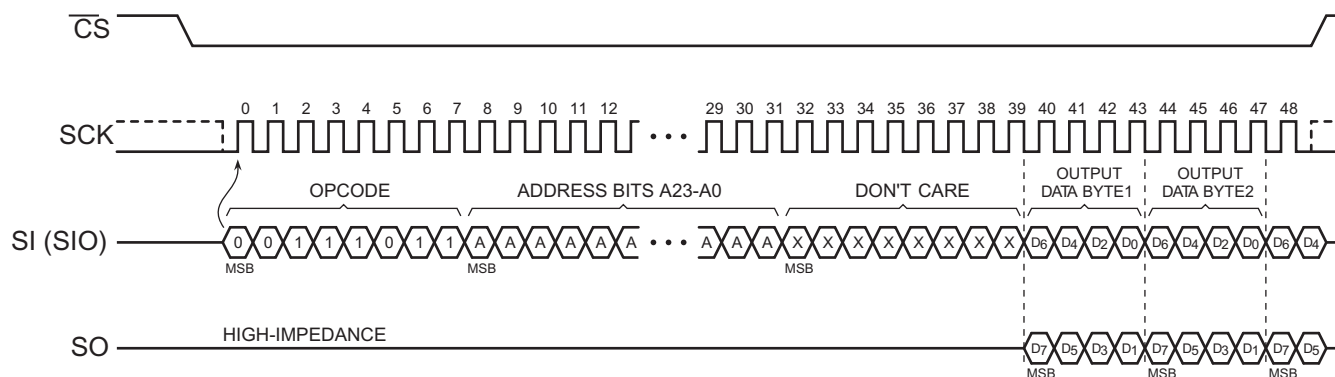 CS
0 1 2 3 4 5 6 7 8 9 10 11 12 29 30 31 32 33 34 35 36 37 38 39 40 41 42 43 44 45 46 47 48
SCK
OPCODE ADDRESS BITS A23-A0 DON'T CARE OUTPUT DATA BYTE1 OUTPUT DATA BYTE2
SI (SIO) 0 0 1 1 1 0 1 1 A A A A A A A A A X X X X X X X X D6 D4 D2 D0 D6 D4 D2 D0 D6 D4
MSB MSB MSB
HIGH-IMPEDANCE
SO D7 D5 D3 D1 D7 D5 D3 D1 D7 D5
MSB MSB MSB